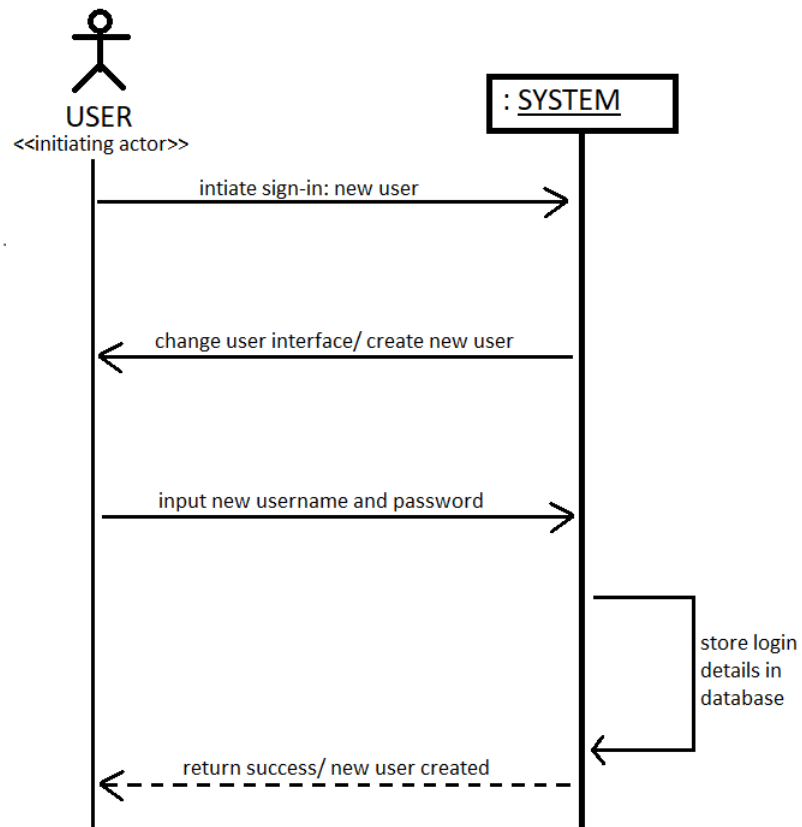 USER
<<initiating actor>>
: SYSTEM
intiate sign-in: new user
change user interface/ create new user
input new username and password
store login
details in
database
return success/ new user created